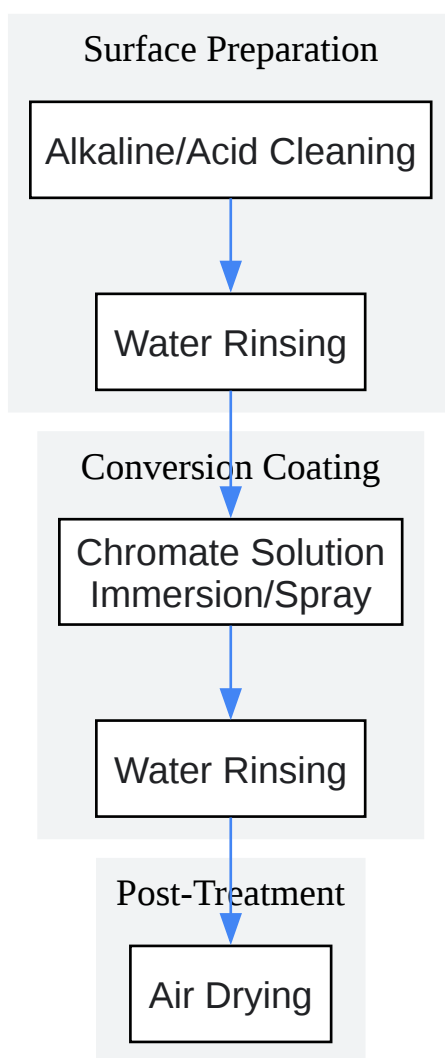 Surface Preparation
Alkaline/Acid Cleaning
Water Rinsing
Conversion Coating
Chromate Solution
Immersion/Spray
Water Rinsing
Post-Treatment
Air Drying